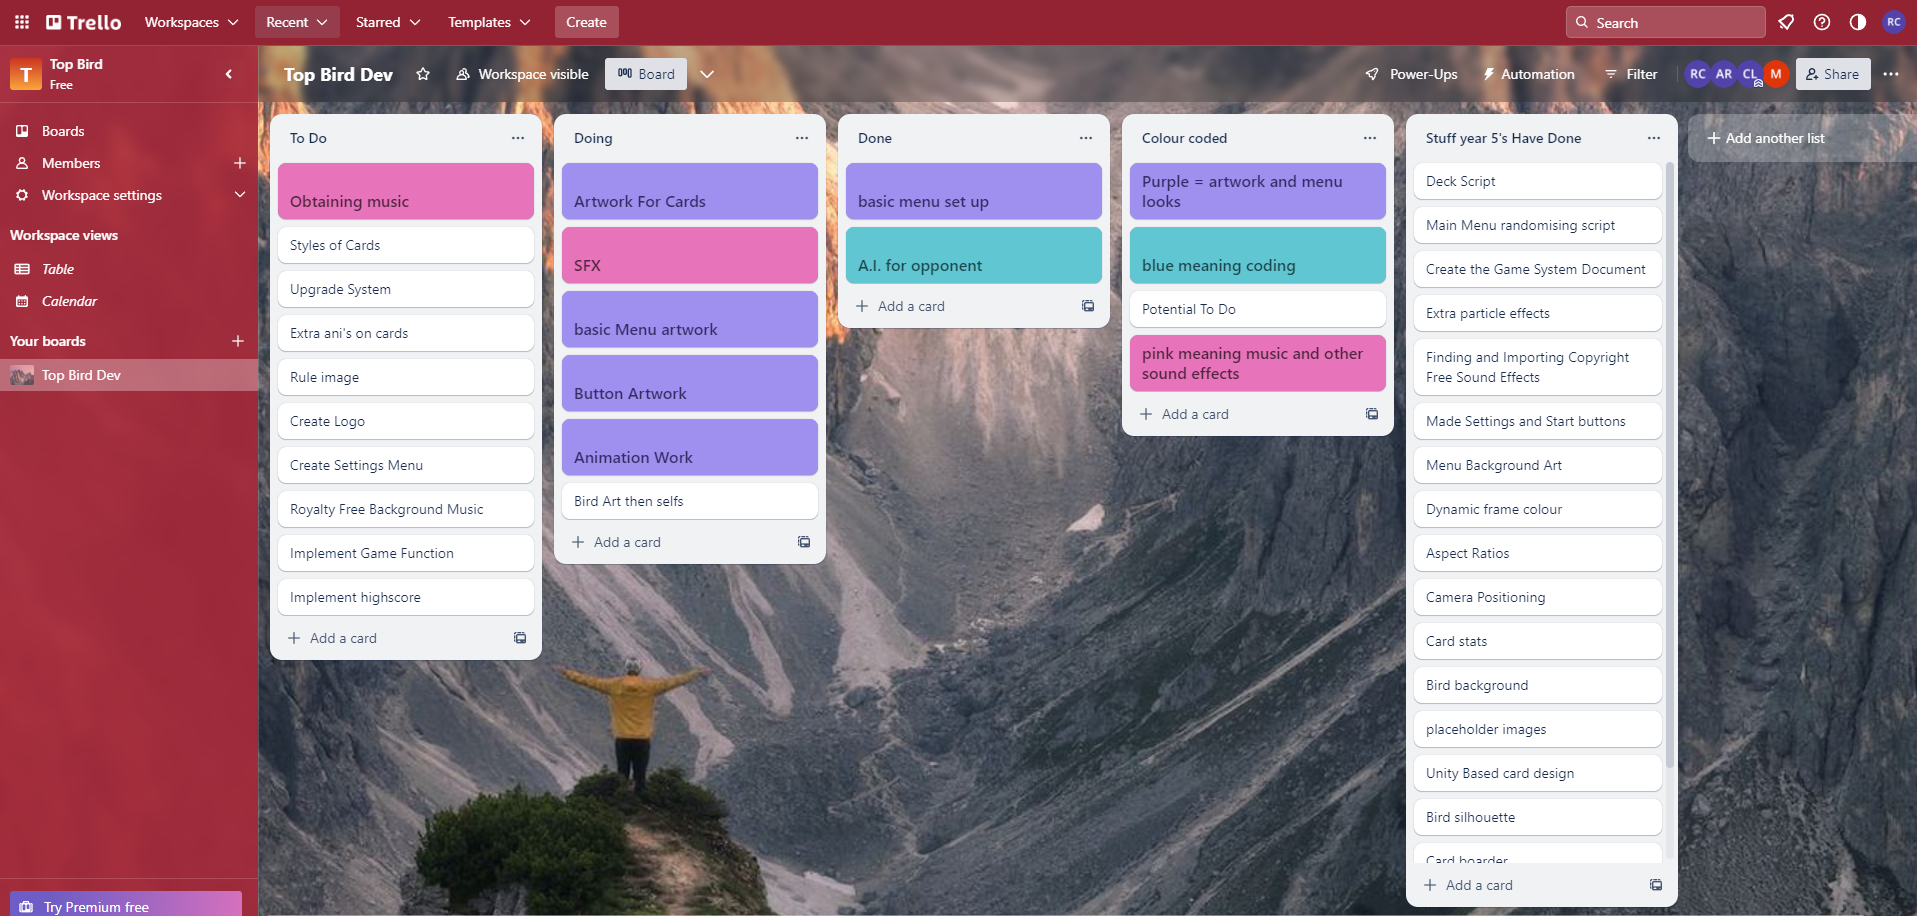 Trello
Workspaces
Recent
Starred
Templates
Create
Search
RC
T
Top Bird
Free
Top Bird Dev
Workspace visible
Board
Power-Ups
Automation
Filter
RC
AR
CL
M
Share
Boards
Members
Workspace settings
Workspace views
Table
Calendar
Your boards
Top Bird Dev
Try Premium free
To Do
Obtaining music
Styles of Cards
Upgrade System
Extra ani's on cards
Rule image
Create Logo
Create Settings Menu
Royalty Free Background Music
Implement Game Function
Implement highscore
Add a card
Doing
Artwork For Cards
SFX
basic Menu artwork
Button Artwork
Animation Work
Bird Art then selfs
Add a card
Done
basic menu set up
A.I. for opponent
Add a card
Colour coded
Purple = artwork and menu
looks
blue meaning coding
Potential To Do
pink meaning music and other
sound effects
Add a card
Stuff year 5's Have Done
Deck Script
Main Menu randomising script
Create the Game System Document
Extra particle effects
Finding and Importing Copyright
Free Sound Effects
Made Settings and Start buttons
Menu Background Art
Dynamic frame colour
Aspect Ratios
Camera Positioning
Card stats
Bird background
placeholder images
Unity Based card design
Bird silhouette
Card boarder
Add a card
Add another list